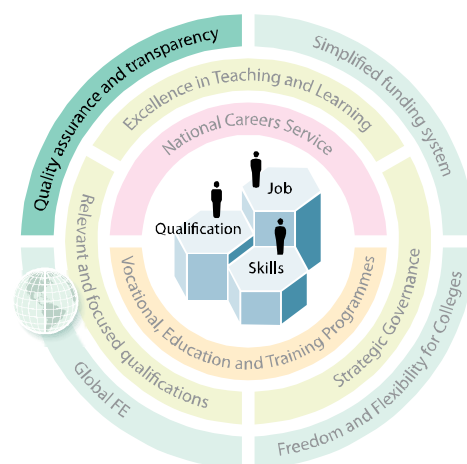 Quality assurance and transparency
Simplified funding system
Excellence in Teaching and Learning
National Careers Service
Job
Qualification
Skills
Relevant and focused qualifications
Vocational, Education and Training Programmes
Strategic Governance
Global FE
Freedom and Flexibility for Colleges